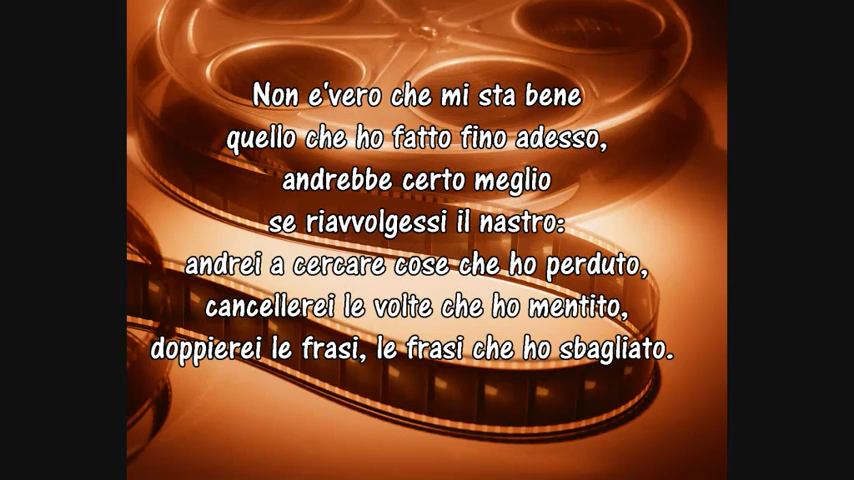 Non e'vero che mi sta bene
quello che ho fatto fino adesso,
andrebbe certo meglio
se riavvolgessi il nastro:
andrei a cercare cose che ho perduto,
cancellerei le volte che ho mentito,
doppierei le frasi, le frasi che ho sbagliato.